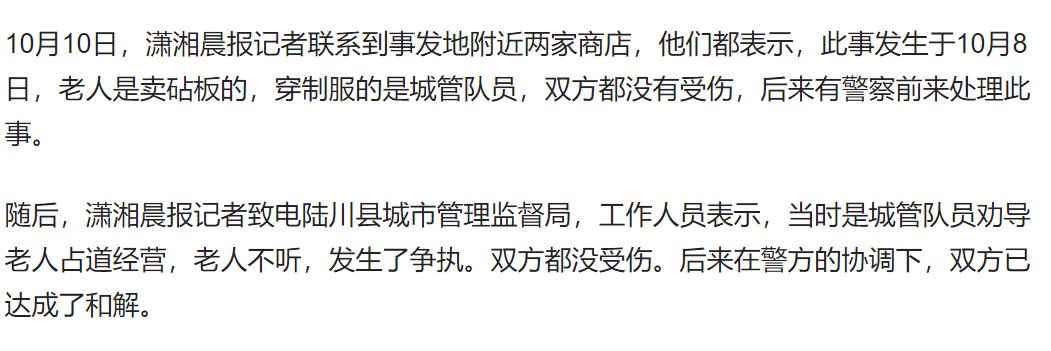 10月10日，潇湘晨报记者联系到事发地附近两家商店，他们都表示，此事发生于10月8
日，老人是卖砧板的，穿制服的是城管队员，双方都没有受伤，后来有警察前来处理此
事。
随后，潇湘晨报记者致电陆川县城市管理监督局，工作人员表示，当时是城管队员劝导
老人占道经营，老人不听，发生了争执。双方都没受伤。后来在警方的协调下，双方已
达成了和解。